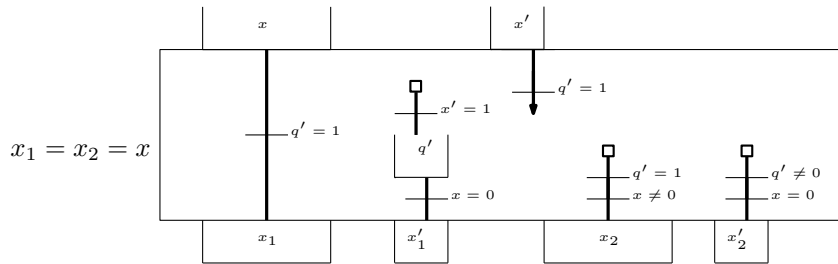 x x′
x′ = 1 q′ = 1
q′ = 1 q′
x₁ = x₂ = x
q′ = 1 q′ ≠ 0
x = 0 x ≠ 0 x = 0
x₁ x′₁ x₂ x′₂